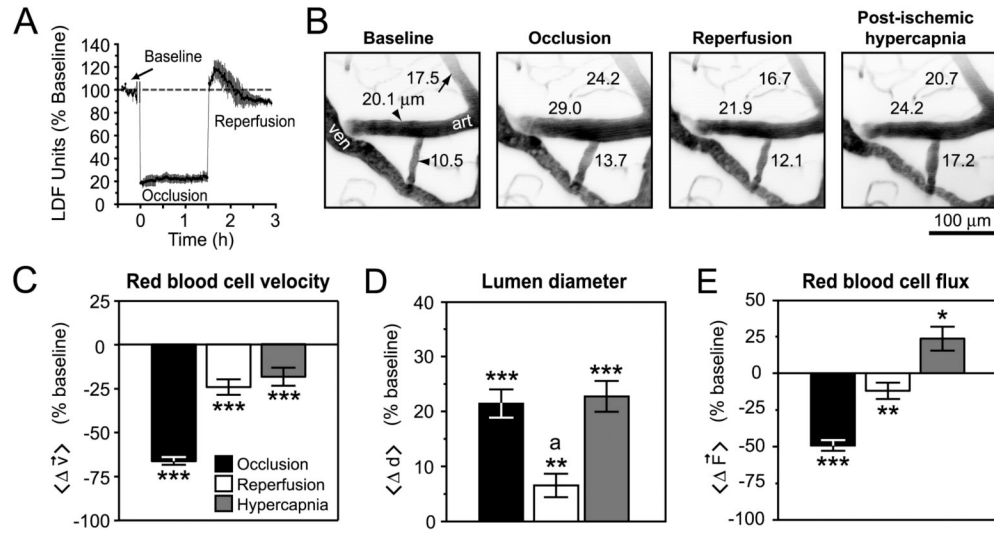 A
LDF Units (% Baseline)
140
120
100
80
60
40
20
0
Baseline
Reperfusion
Occlusion
0 1 2 3
Time (h)
B
Baseline
Occlusion
Reperfusion
Post-ischemic
hypercapnia
17.5
20.1 μm
ven
art
10.5
24.2
29.0
13.7
16.7
21.9
12.1
20.7
24.2
17.2
100 μm
C
Red blood cell velocity
<Δ v⃗>
(% baseline)
25
0
-25
-50
-75
-100
***
***
***
Occlusion
Reperfusion
Hypercapnia
D
Lumen diameter
<Δ d>
(% baseline)
40
30
20
10
0
***
a
**
***
E
Red blood cell flux
<Δ F⃗>
(% baseline)
50
25
0
-25
-50
-75
-100
***
**
*